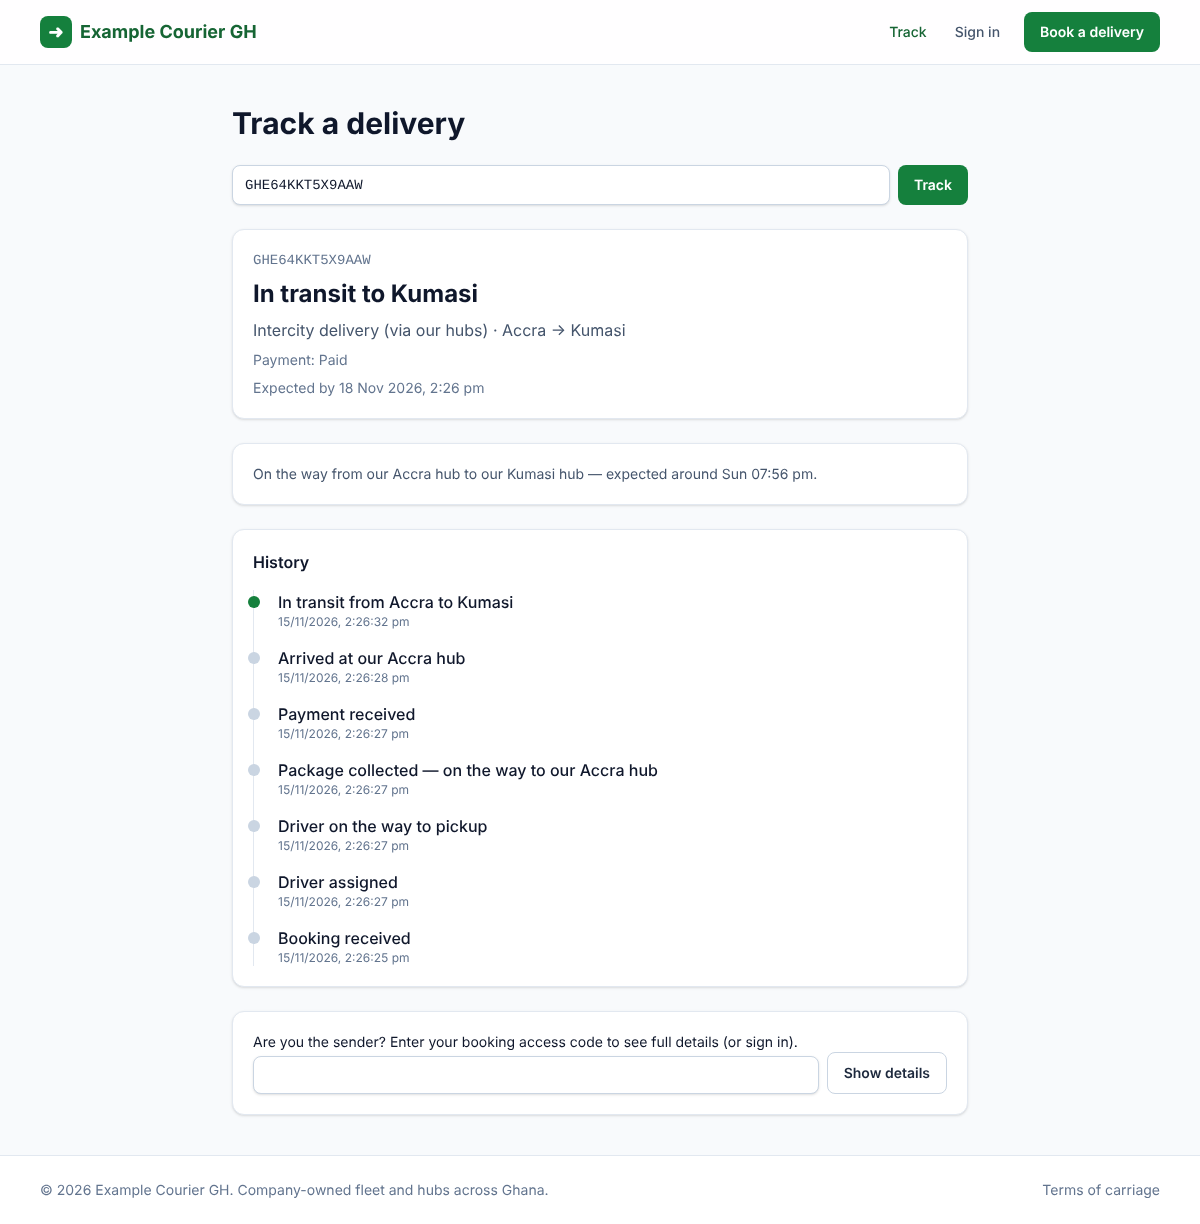 Example Courier GH
Track
Sign in
Book a delivery
Track a delivery
GHE64KKT5X9AAW
Track
GHE64KKT5X9AAW
In transit to Kumasi
Intercity delivery (via our hubs) · Accra → Kumasi
Payment: Paid
Expected by 18 Nov 2026, 2:26 pm
On the way from our Accra hub to our Kumasi hub — expected around Sun 07:56 pm.
History
In transit from Accra to Kumasi
15/11/2026, 2:26:32 pm
Arrived at our Accra hub
15/11/2026, 2:26:28 pm
Payment received
15/11/2026, 2:26:27 pm
Package collected — on the way to our Accra hub
15/11/2026, 2:26:27 pm
Driver on the way to pickup
15/11/2026, 2:26:27 pm
Driver assigned
15/11/2026, 2:26:27 pm
Booking received
15/11/2026, 2:26:25 pm
Are you the sender? Enter your booking access code to see full details (or sign in).
Show details
© 2026 Example Courier GH. Company-owned fleet and hubs across Ghana.
Terms of carriage